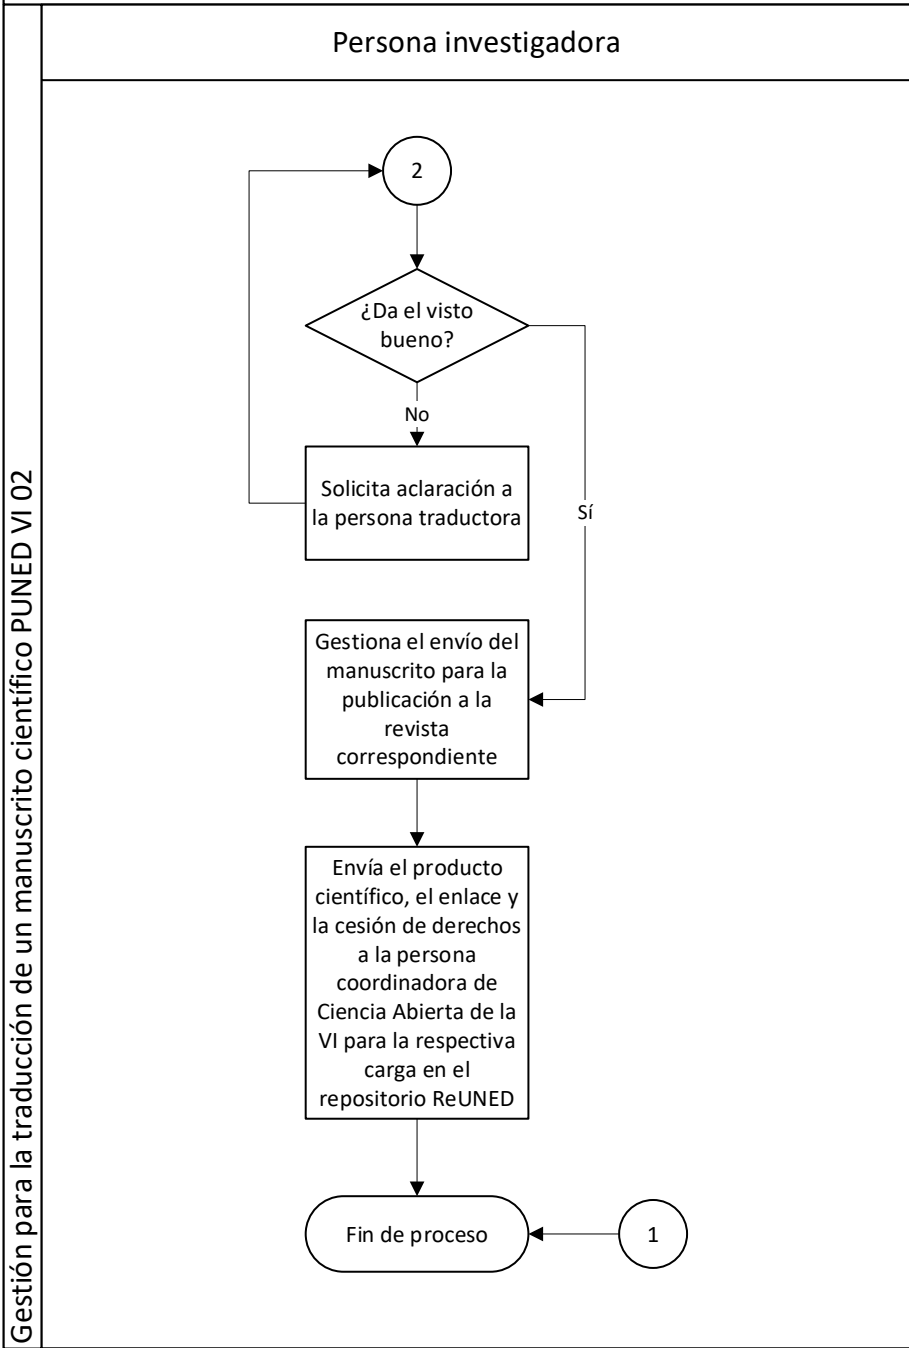 Persona investigadora
Gestión para la traducción de un manuscrito científico PUNED VI 02
2
¿Da el visto
bueno?
No
Solicita aclaración a
la persona traductora
Sí
Gestiona el envío del
manuscrito para la
publicación a la
revista
correspondiente
Envía el producto
científico, el enlace y
la cesión de derechos
a la persona
coordinadora de
Ciencia Abierta de la
VI para la respectiva
carga en el
repositorio ReUNED
Fin de proceso
1